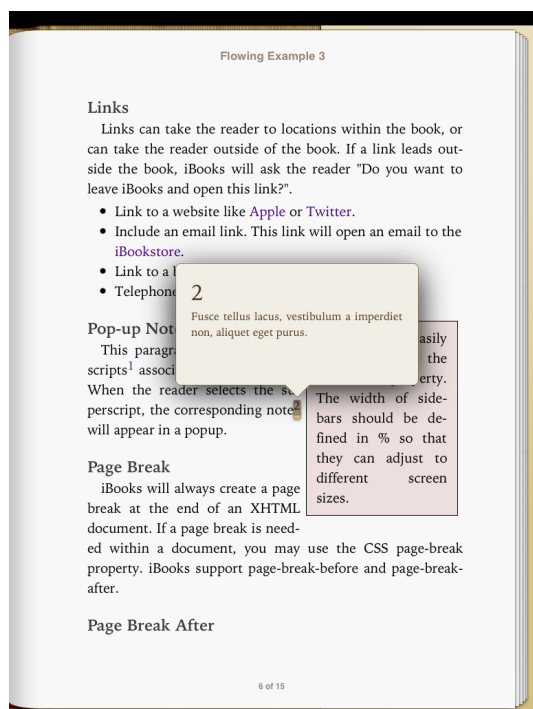 Flowing Example 3
Links
Links can take the reader to locations within the book, or
can take the reader outside of the book. If a link leads out-
side the book, iBooks will ask the reader "Do you want to
leave iBooks and open this link?".
• Link to a website like Apple or Twitter.
• Include an email link. This link will open an email to the
iBookstore.
• Link to a
• Telephone
2
Fusce tellus lacus, vestibulum a imperdiet
non, aliquet eget purus.
Pop-up
This
scripts1
When the reader selects the
perscript, the corresponding note2
will appear in a popup.
the
The width of side-
bars should be de-
fined in % so that
they can adjust to
different screen
sizes.
Page Break
iBooks will always create a page
break at the end of an XHTML
document. If a page break is need-
ed within a document, you may use the CSS page-break
property. iBooks support page-break-before and page-break-
after.
Page Break After
6 of 15